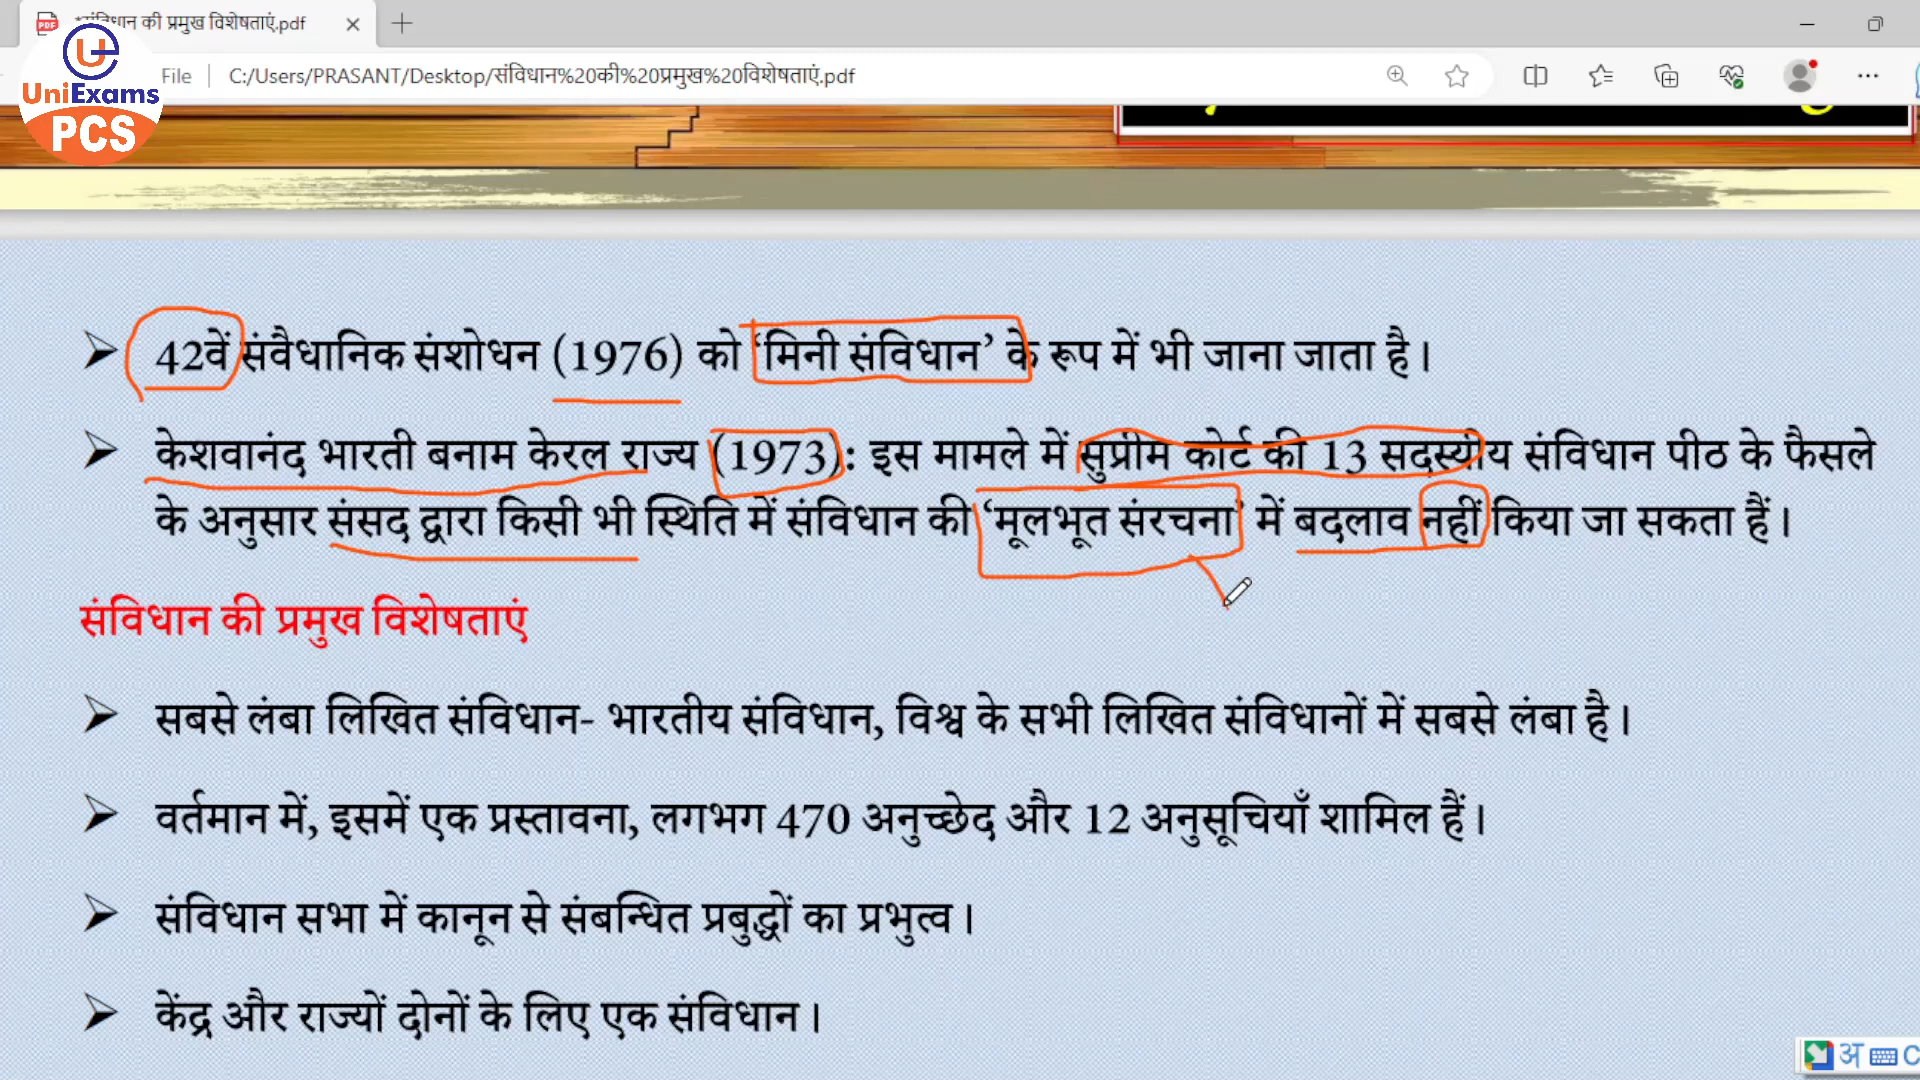 संविधान की प्रमुख विशेषताएं.pdf
File
C:/Users/PRASANT/Desktop/संविधान%20की%20प्रमुख%20विशेषताएं.pdf
UniExams
PCS
42वें संवैधानिक संशोधन (1976) को ‘मिनी संविधान’ के रूप में भी जाना जाता है।
केशवानंद भारती बनाम केरल राज्य (1973): इस मामले में सुप्रीम कोर्ट की 13 सदस्यीय संविधान पीठ के फैसले
के अनुसार संसद द्वारा किसी भी स्थिति में संविधान की ‘मूलभूत संरचना’ में बदलाव नहीं किया जा सकता हैं।
संविधान की प्रमुख विशेषताएं
सबसे लंबा लिखित संविधान- भारतीय संविधान, विश्व के सभी लिखित संविधानों में सबसे लंबा है।
वर्तमान में, इसमें एक प्रस्तावना, लगभग 470 अनुच्छेद और 12 अनुसूचियाँ शामिल हैं।
संविधान सभा में कानून से संबन्धित प्रबुद्धों का प्रभुत्व।
केंद्र और राज्यों दोनों के लिए एक संविधान।
अ